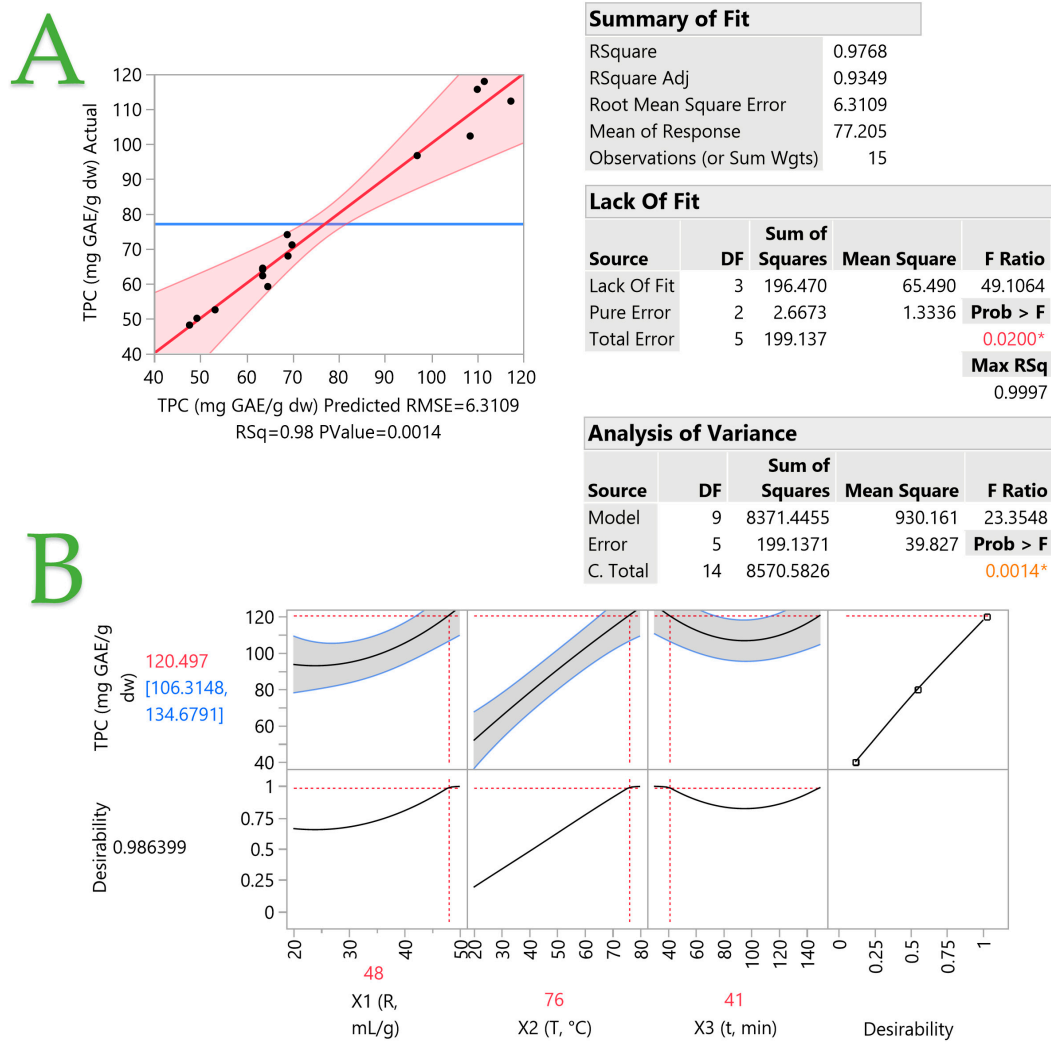 A
120
110
100
90
80
70
60
50
40
TPC (mg GAE/g dw) Actual
40 50 60 70 80 90 100 110 120
TPC (mg GAE/g dw) Predicted RMSE=6.3109
RSq=0.98 PValue=0.0014
Summary of Fit
RSquare 0.9768
RSquare Adj 0.9349
Root Mean Square Error 6.3109
Mean of Response 77.205
Observations (or Sum Wgts) 15
Lack Of Fit
Sum of
Source DF Squares Mean Square F Ratio
Lack Of Fit 3 196.470 65.490 49.1064
Pure Error 2 2.6673 1.3336 Prob > F
Total Error 5 199.137 0.0200*
Max RSq
0.9997
Analysis of Variance
Sum of
Source DF Squares Mean Square F Ratio
Model 9 8371.4455 930.161 23.3548
Error 5 199.1371 39.827 Prob > F
C. Total 14 8570.5826 0.0014*
B
TPC (mg GAE/g
dw)
120.497
[106.3148,
134.6791]
120
100
80
60
40
Desirability
0.986399
1
0.75
0.5
0.25
0
20 30 40 50
20 30 40 50 60 70 80
40 60 80 100 120 140
0 0.25 0.5 0.75 1
48
X1 (R,
mL/g)
76
X2 (T, °C)
41
X3 (t, min)
Desirability